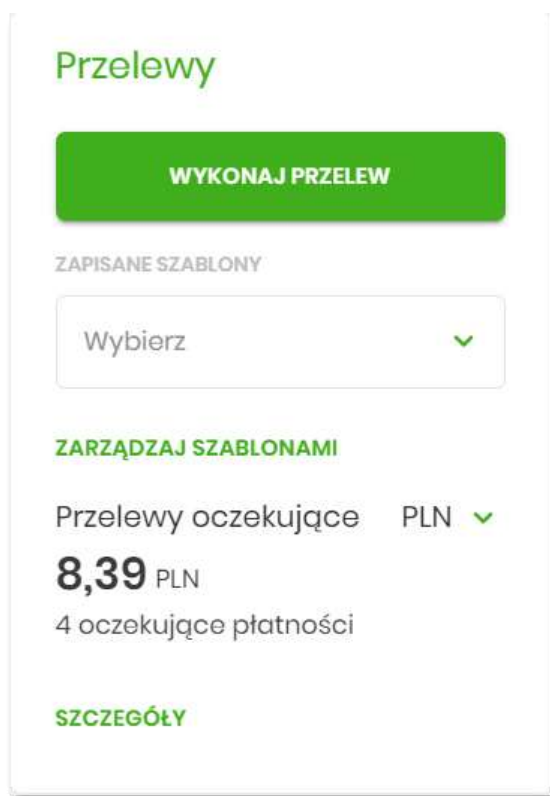 Przelewy
WYKONAJ PRZELEW
ZAPISANE SZABLONY
Wybierz
ZARZĄDZAJ SZABLONAMI
Przelewy oczekujące PLN
8,39 PLN
4 oczekujące płatności
SZCZEGÓŁY